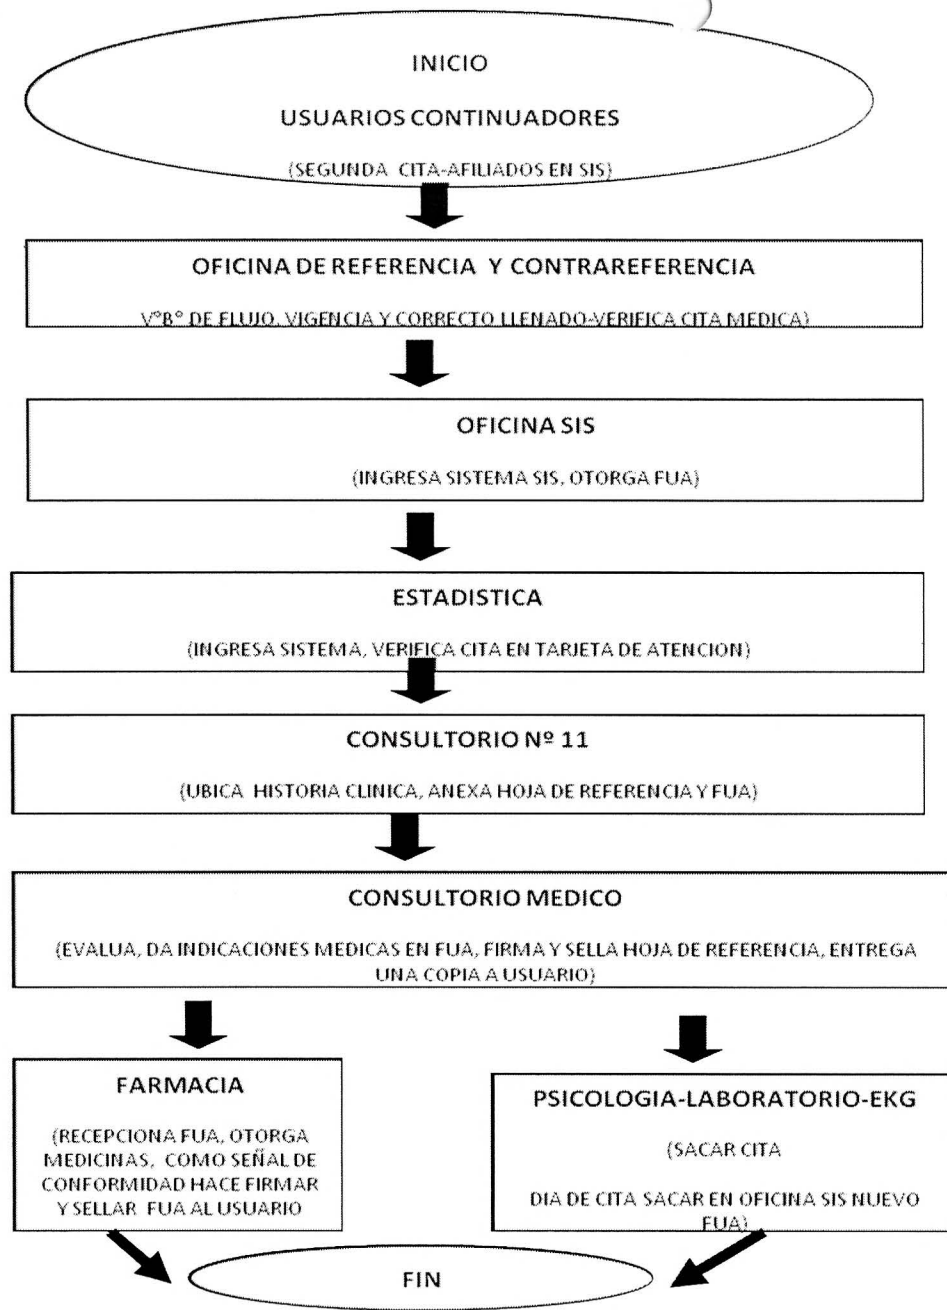 INICIO
USUARIOS CONTINUADORES
(SEGUNDA CITA-AFILIADOS EN SIS)
OFICINA DE REFERENCIA Y CONTRAREFERENCIA
V°B° DE FLUJO, VIGENCIA Y CORRECTO LLENADO-VERIFICA CITA MEDICA)
OFICINA SIS
(INGRESA SISTEMA SIS, OTORGA FUA)
ESTADISTICA
(INGRESA SISTEMA, VERIFICA CITA EN TARJETA DE ATENCION)
CONSULTORIO Nº 11
(UBICA HISTORIA CLINICA, ANEXA HOJA DE REFERENCIA Y FUA)
CONSULTORIO MEDICO
(EVALUA, DA INDICACIONES MEDICAS EN FUA, FIRMA Y SELLA HOJA DE REFERENCIA, ENTREGA
UNA COPIA A USUARIO)
FARMACIA
(RECEPCIONA FUA, OTORGA
MEDICINAS, COMO SEÑAL DE
CONFORMIDAD HACE FIRMAR
Y SELLAR FUA AL USUARIO
PSICOLOGIA-LABORATORIO-EKG
(SACAR CITA
DIA DE CITA SACAR EN OFICINA SIS NUEVO
FUA)
FIN